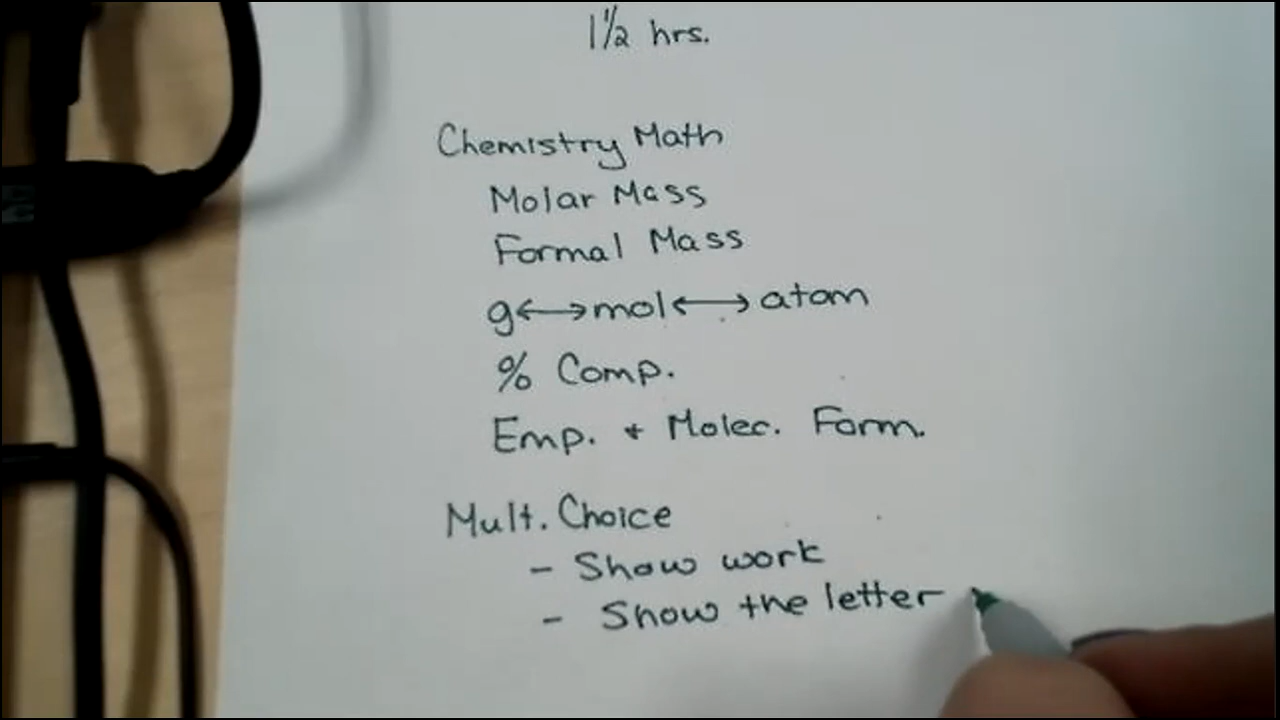 1½ hrs.
Chemistry Math
Molar Mass
Formal Mass
g⟷mol⟷atom
% Comp.
Emp. + Molec. Form.
Mult. Choice
- Show work
- Show the letter